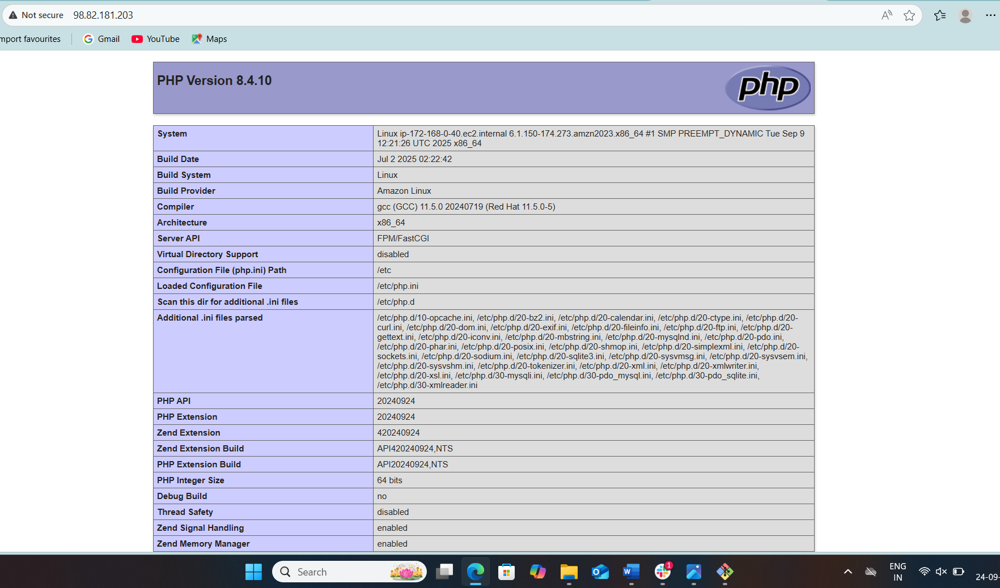 Not secure 98.82.181.203
mport favourites Gmail YouTube Maps
PHP Version 8.4.10
php
System Linux ip-172-168-0-40.ec2.internal 6.1.150-174.273.amzn2023.x86_64 #1 SMP PREEMPT_DYNAMIC Tue Sep 9
12:21:26 UTC 2025 x86_64
Build Date Jul 2 2025 02:22:42
Build System Linux
Build Provider Amazon Linux
Compiler gcc (GCC) 11.5.0 20240719 (Red Hat 11.5.0-5)
Architecture x86_64
Server API FPM/FastCGI
Virtual Directory Support disabled
Configuration File (php.ini) Path /etc
Loaded Configuration File /etc/php.ini
Scan this dir for additional .ini files /etc/php.d
Additional .ini files parsed /etc/php.d/10-opcache.ini, /etc/php.d/20-bz2.ini, /etc/php.d/20-calendar.ini, /etc/php.d/20-ctype.ini, /etc/php.d/20-
curl.ini, /etc/php.d/20-dom.ini, /etc/php.d/20-exif.ini, /etc/php.d/20-fileinfo.ini, /etc/php.d/20-ftp.ini, /etc/php.d/20-
gettext.ini, /etc/php.d/20-iconv.ini, /etc/php.d/20-mbstring.ini, /etc/php.d/20-mysqlnd.ini, /etc/php.d/20-pdo.ini,
/etc/php.d/20-phar.ini, /etc/php.d/20-posix.ini, /etc/php.d/20-shmop.ini, /etc/php.d/20-simplexml.ini, /etc/php.d/20-
sockets.ini, /etc/php.d/20-sodium.ini, /etc/php.d/20-sqlite3.ini, /etc/php.d/20-sysvmsg.ini, /etc/php.d/20-sysvsem.ini,
/etc/php.d/20-sysvshm.ini, /etc/php.d/20-tokenizer.ini, /etc/php.d/20-xml.ini, /etc/php.d/20-xmlwriter.ini,
/etc/php.d/20-xsl.ini, /etc/php.d/30-mysqli.ini, /etc/php.d/30-pdo_mysql.ini, /etc/php.d/30-pdo_sqlite.ini,
/etc/php.d/30-xmlreader.ini
PHP API 20240924
PHP Extension 20240924
Zend Extension 420240924
Zend Extension Build API420240924,NTS
PHP Extension Build API20240924,NTS
PHP Integer Size 64 bits
Debug Build no
Thread Safety disabled
Zend Signal Handling enabled
Zend Memory Manager enabled
Search 1 ENG
IN 24-09-